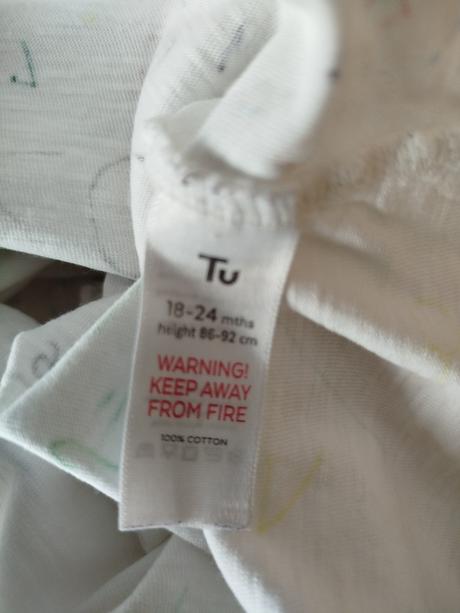 Tu
18-24 mths
height 86-92 cm
WARNING!
KEEP AWAY
FROM FIRE
100% COTTON